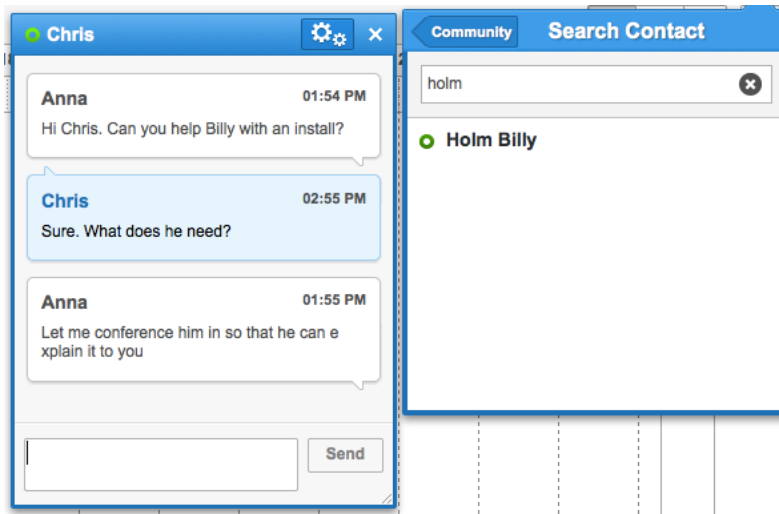 Chris
Anna 01:54 PM
Hi Chris. Can you help Billy with an install?
Chris 02:55 PM
Sure. What does he need?
Anna 01:55 PM
Let me conference him in so that he can e
xplain it to you
Send
Community Search Contact
holm
Holm Billy